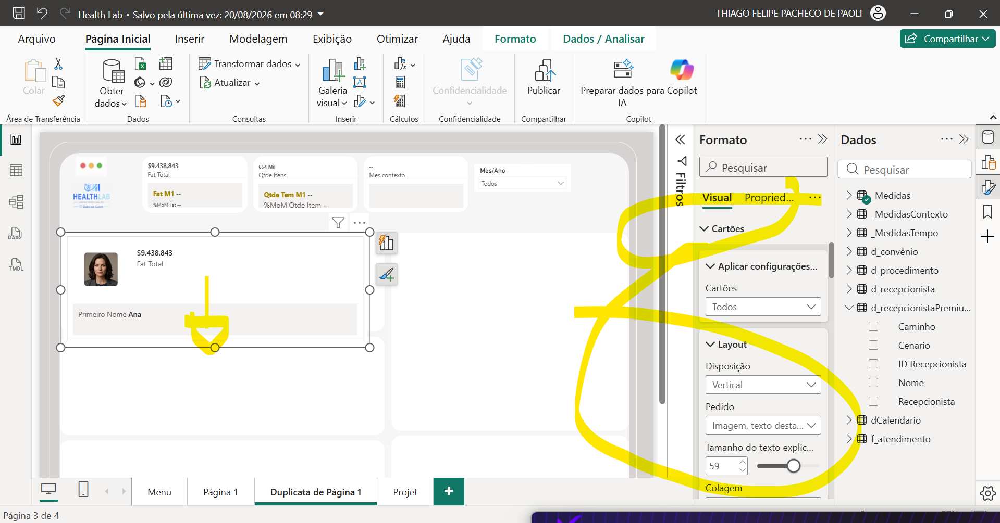 Health Lab • Salvo pela última vez: 20/08/2026 em 08:29
THIAGO FELIPE PACHECO DE PAOLI
Arquivo
Página Inicial
Inserir
Modelagem
Exibição
Otimizar
Ajuda
Formato
Dados / Analisar
Compartilhar
Colar
Área de Transferência
Obter dados
Dados
Transformar dados
Atualizar
Consultas
Galeria visual
Inserir
Cálculos
Confidencialidade
Confidencialidade
Publicar
Compartilhar
Preparar dados para IA
Copilot
Copilot
DAX
TMDL
HEALTHLAB
$9.438.843
Fat Total
Fat M1 --
%MoM Fat --
654 Mil
Qtde Itens
Qtde Tem M1 --
%MoM Qtde Item --
--
Mes contexto
Mes/Ano
Todos
$9.438.843
Fat Total
Primeiro Nome Ana
Filtros
Formato
Pesquisar
Visual
Propried...
Cartões
Aplicar configurações...
Cartões
Todos
Layout
Disposição
Vertical
Pedido
Imagem, texto desta...
Tamanho do texto explic...
59
Colagem
Dados
Pesquisar
_Medidas
_MedidasContexto
_MedidasTempo
d_convênio
d_procedimento
d_recepcionista
d_recepcionistaPremiu...
Caminho
Cenario
ID Recepcionista
Nome
Recepcionista
dCalendario
f_atendimento
Menu
Página 1
Duplicata de Página 1
Projet
Página 3 de 4